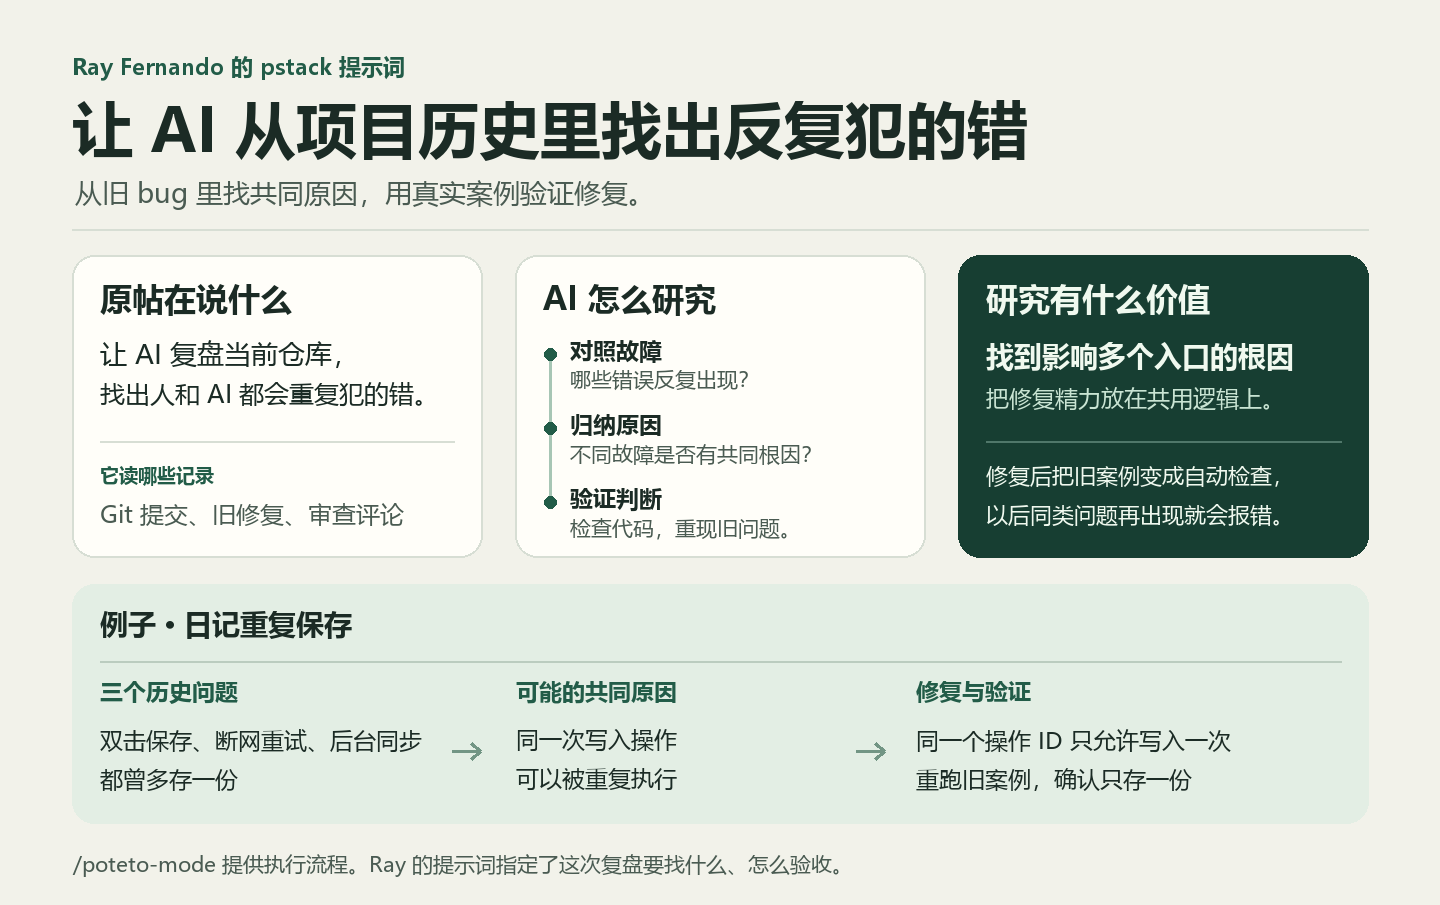 Ray Fernando 的 pstack 提示词
让 AI 从项目历史里找出反复犯的错
从旧 bug 里找共同原因，用真实案例验证修复。
原帖在说什么
让 AI 复盘当前仓库，
找出人和 AI 都会重复犯的错。
它读哪些记录
Git 提交、旧修复、审查评论
AI 怎么研究
对照故障
哪些错误反复出现？
归纳原因
不同故障是否有共同根因？
验证判断
检查代码，重现旧问题。
研究有什么价值
找到影响多个入口的根因
把修复精力放在共用逻辑上。
修复后把旧案例变成自动检查，
以后同类问题再出现就会报错。
例子·日记重复保存
三个历史问题
双击保存、断网重试、后台同步
都曾多存一份
→
可能的共同原因
同一次写入操作
可以被重复执行
→
修复与验证
同一个操作 ID 只允许写入一次
重跑旧案例，确认只存一份
/poteto-mode 提供执行流程。Ray 的提示词指定了这次复盘要找什么、怎么验收。